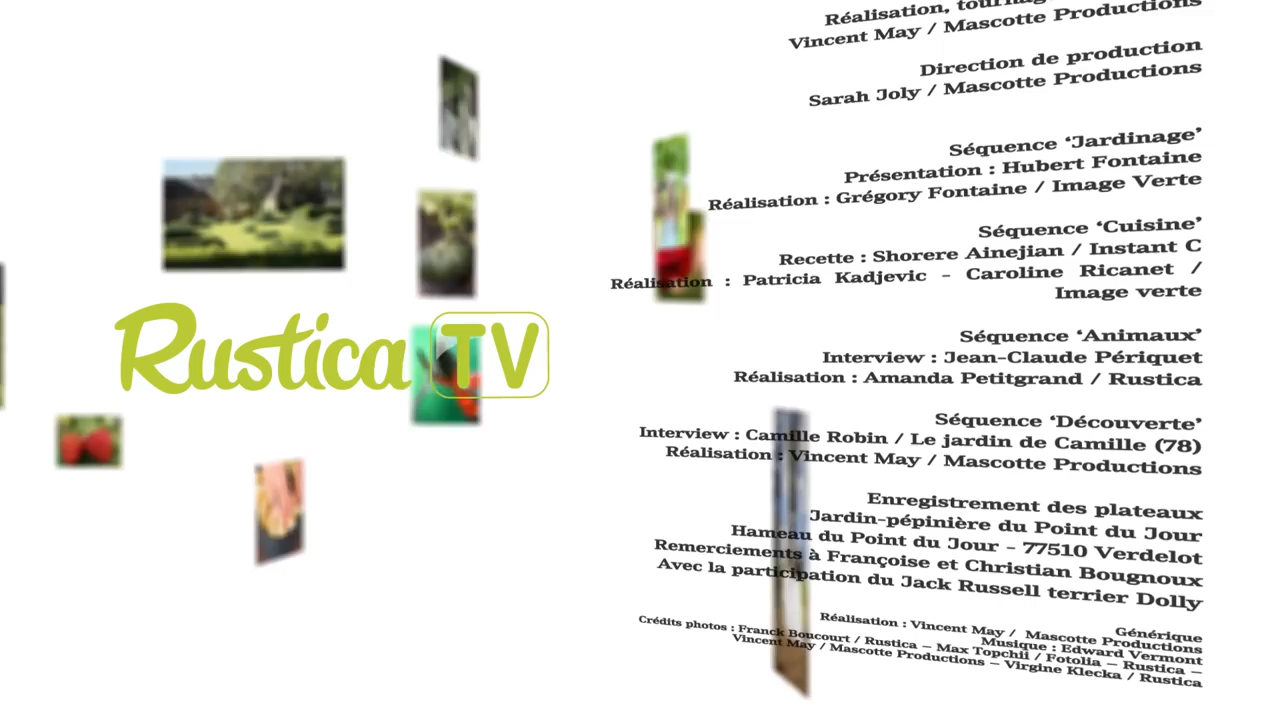 Rustica TV
Réalisation, tournage
Vincent May / Mascotte Productions
Direction de production
Sarah Joly / Mascotte Productions
Séquence ‘Jardinage’
Présentation : Hubert Fontaine
Réalisation : Grégory Fontaine / Image Verte
Séquence ‘Cuisine’
Recette : Shorere Ainejian / Instant C
Réalisation : Patricia Kadjevic - Caroline Ricanet /
Image verte
Séquence ‘Animaux’
Interview : Jean-Claude Périquet
Réalisation : Amanda Petitgrand / Rustica
Séquence ‘Découverte’
Interview : Camille Robin / Le jardin de Camille (78)
Réalisation : Vincent May / Mascotte Productions
Enregistrement des plateaux
Jardin-pépinière du Point du Jour
Hameau du Point du Jour - 77510 Verdelot
Remerciements à Françoise et Christian Bougnoux
Avec la participation du Jack Russell terrier Dolly
Générique
Réalisation : Vincent May / Mascotte Productions
Musique : Edward Vermont
Crédits photos : Franck Boucourt / Rustica – Max Topchii / Fotolia – Rustica –
Vincent May / Mascotte Productions – Virgine Klecka / Rustica